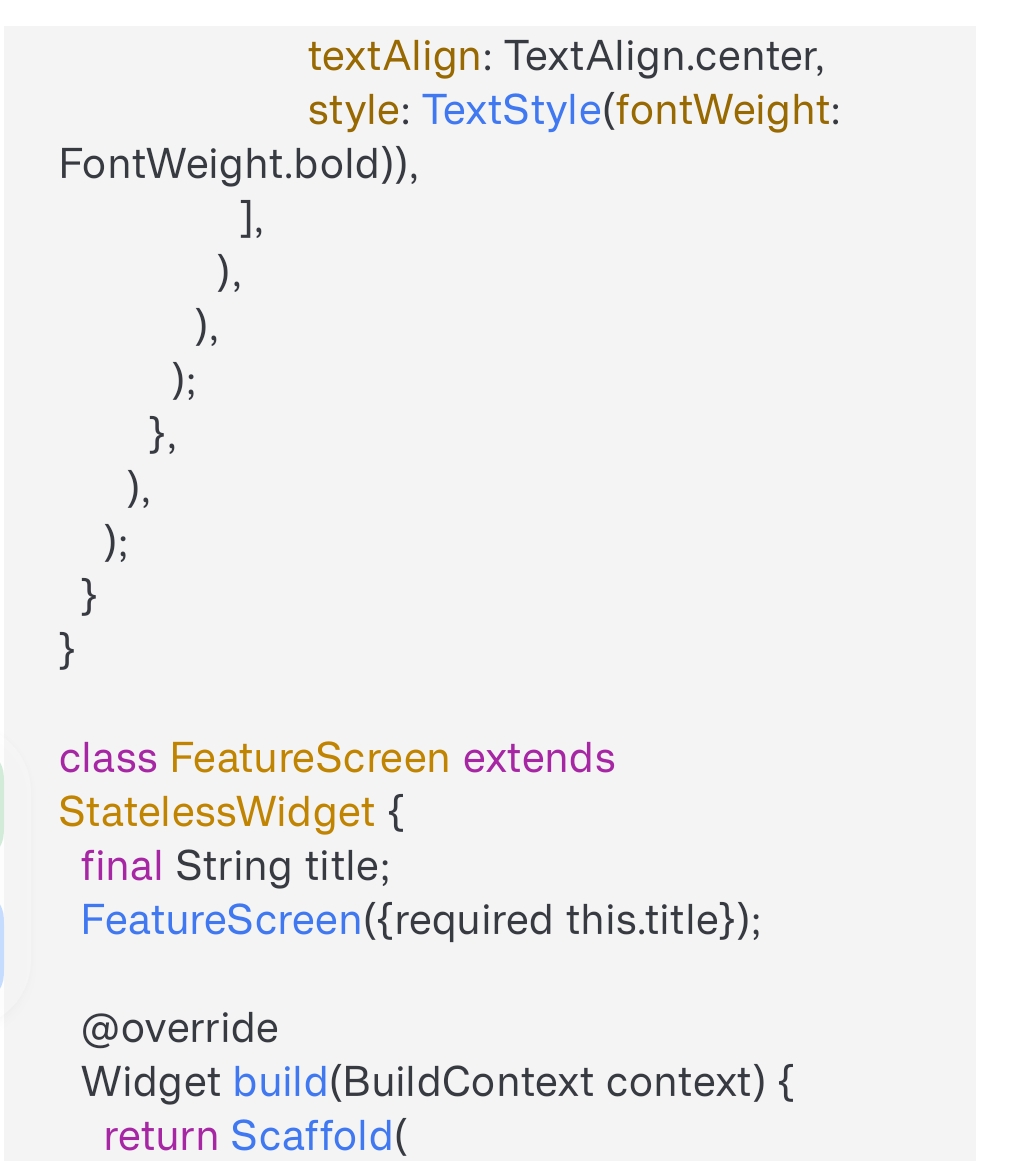 textAlign: TextAlign.center,
style: TextStyle(fontWeight:
FontWeight.bold)),
],
),
),
);
},
),
);
}
}
class FeatureScreen extends
StatelessWidget {
final String title;
FeatureScreen({required this.title});
@override
Widget build(BuildContext context) {
return Scaffold(